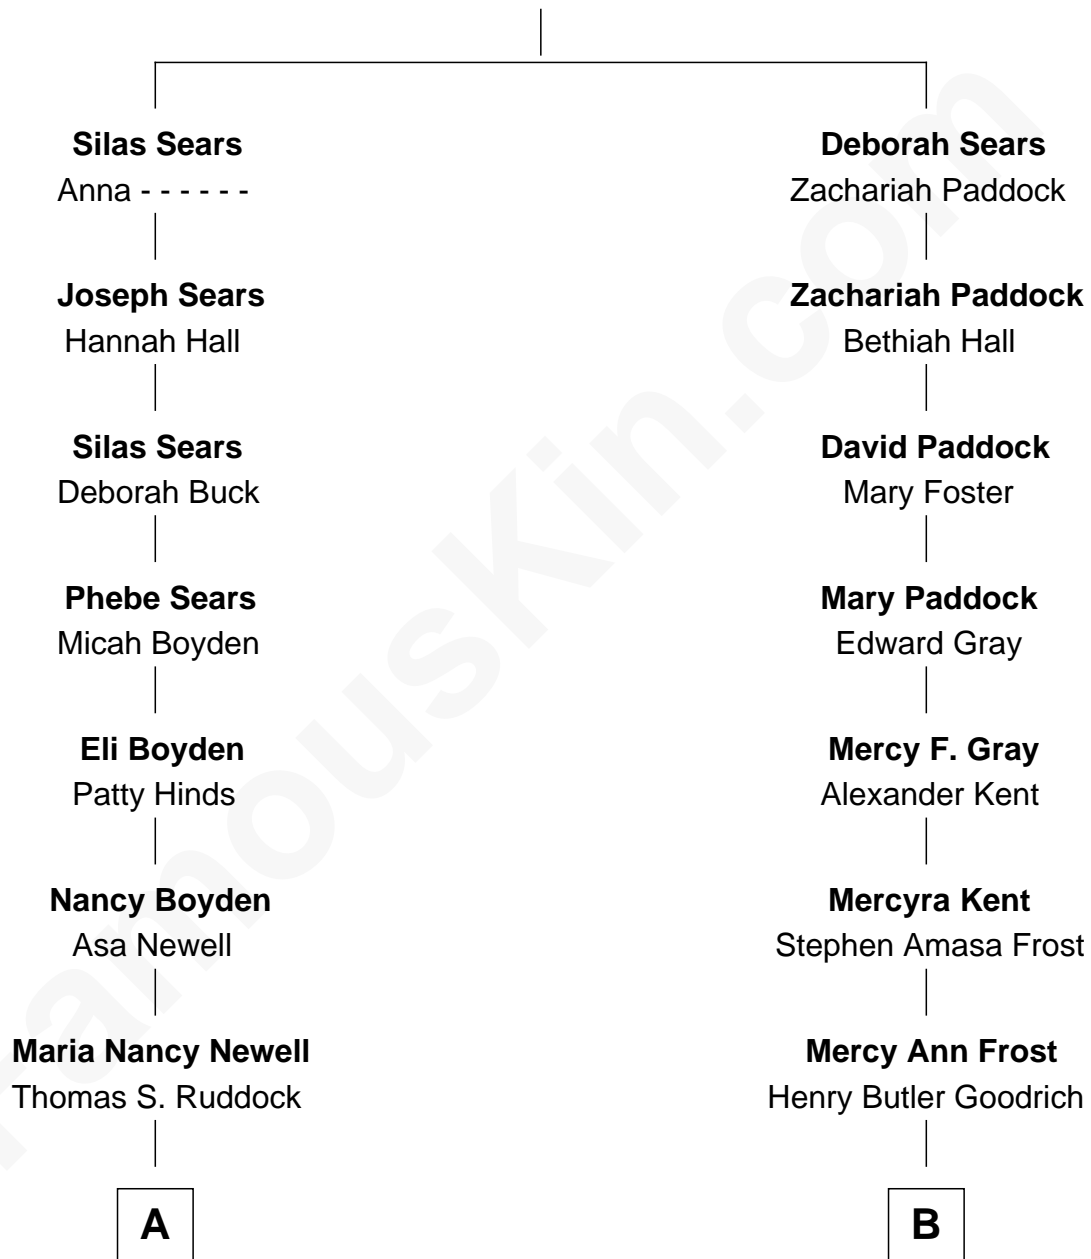 Silas Sears
Anna - - - - - -
Joseph Sears
Hannah Hall
Silas Sears
Deborah Buck
Phebe Sears
Micah Boyden
Eli Boyden
Patty Hinds
Nancy Boyden
Asa Newell
Maria Nancy Newell
Thomas S. Ruddock
A
Deborah Sears
Zachariah Paddock
Zachariah Paddock
Bethiah Hall
David Paddock
Mary Foster
Mary Paddock
Edward Gray
Mercy F. Gray
Alexander Kent
Mercyra Kent
Stephen Amasa Frost
Mercy Ann Frost
Henry Butler Goodrich
B
FamousKin.com